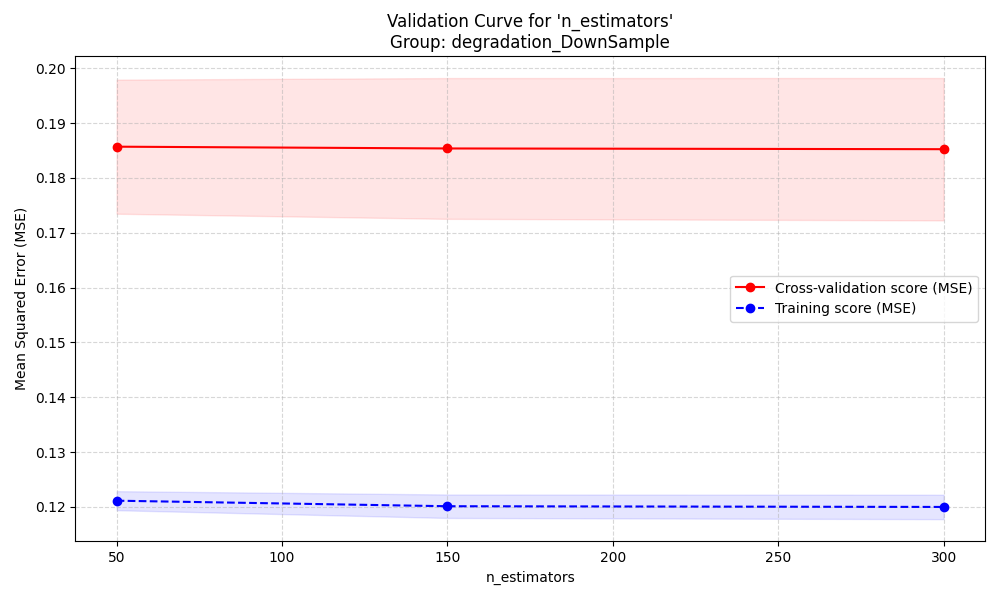 Validation Curve for 'n_estimators'
Group: degradation_DownSample
Mean Squared Error (MSE)
0.20
0.19
0.18
0.17
0.16
0.15
0.14
0.13
0.12
Cross-validation score (MSE)
Training score (MSE)
50 100 150 200 250 300
n_estimators